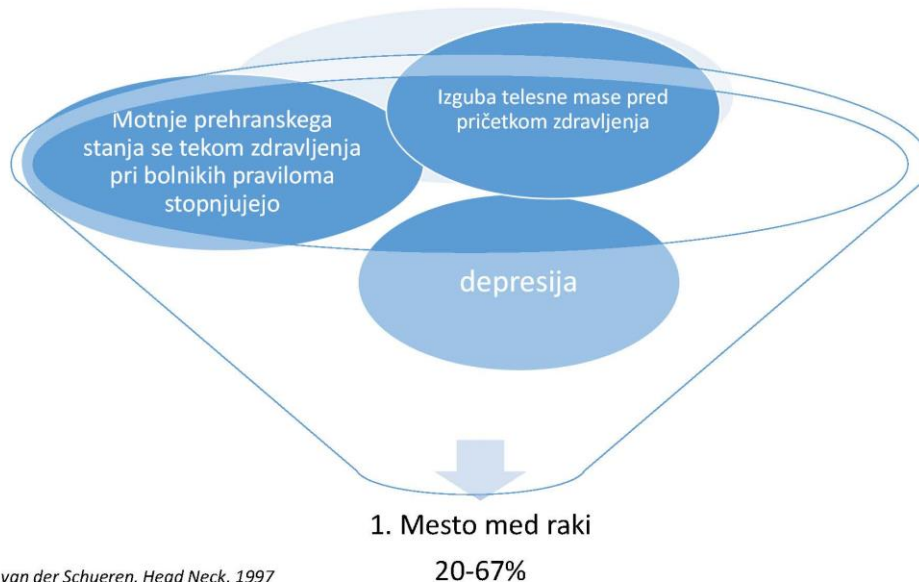 Motnje prehranskega
stanja se tekom zdravljenja
pri bolnikih praviloma
stopnjujejo
Izguba telesne mase pred
pričetkom zdravljenja
depresija
1. Mesto med raki
20-67%
van der Schueren, Head Neck, 1997